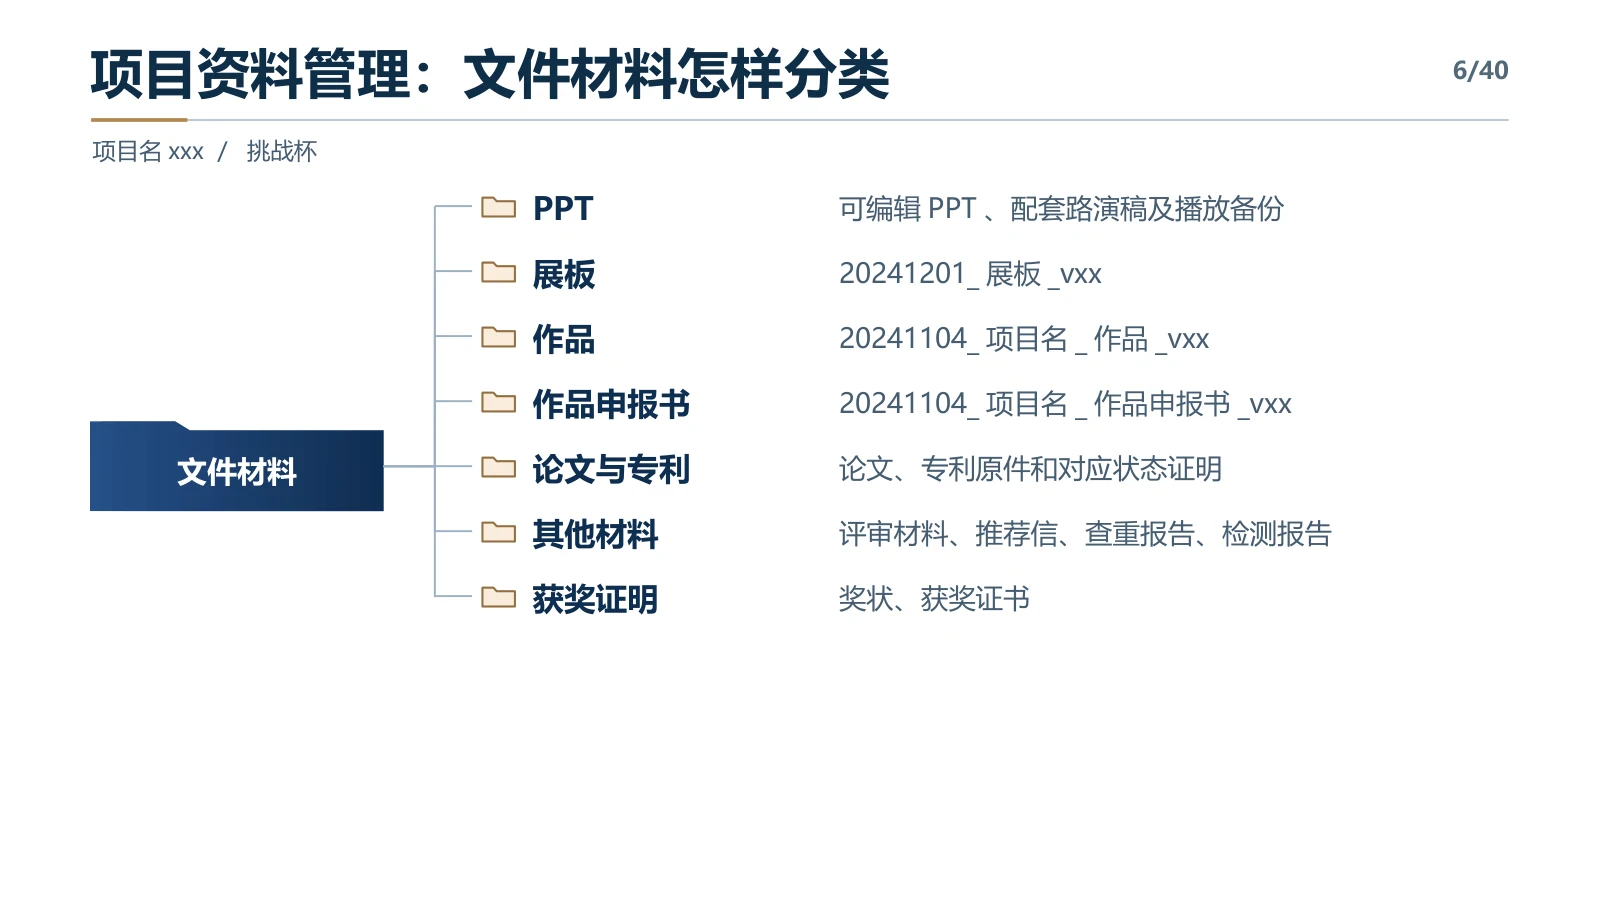 项目资料管理：文件材料怎样分类
6/40
项目名 xxx / 挑战杯
PPT 可编辑 PPT 、配套路演稿及播放备份
展板 20241201_ 展板 _vxx
作品 20241104_ 项目名 _ 作品 _vxx
作品申报书 20241104_ 项目名 _ 作品申报书 _vxx
文件材料
论文与专利 论文、专利原件和对应状态证明
其他材料 评审材料、推荐信、查重报告、检测报告
获奖证明 奖状、获奖证书